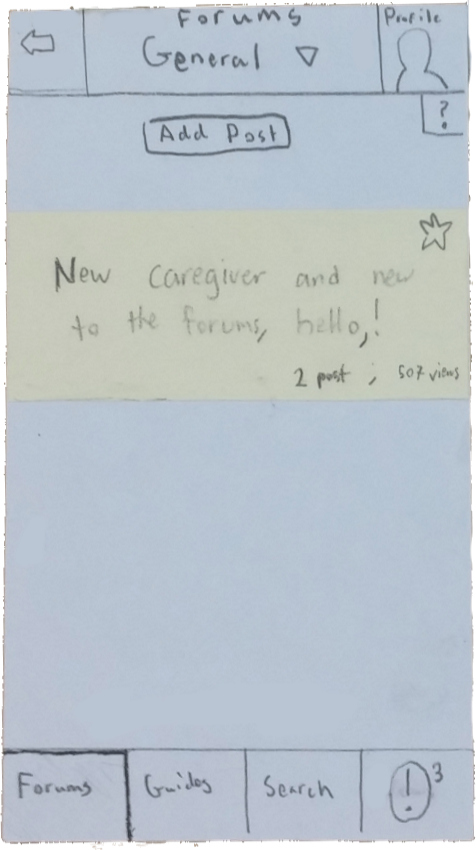 Forums
General
Profile
?
Add Post
New Caregiver and new
to the forums, hello,!
2 post ; 507 views
Forums
Guides
Search
! 3